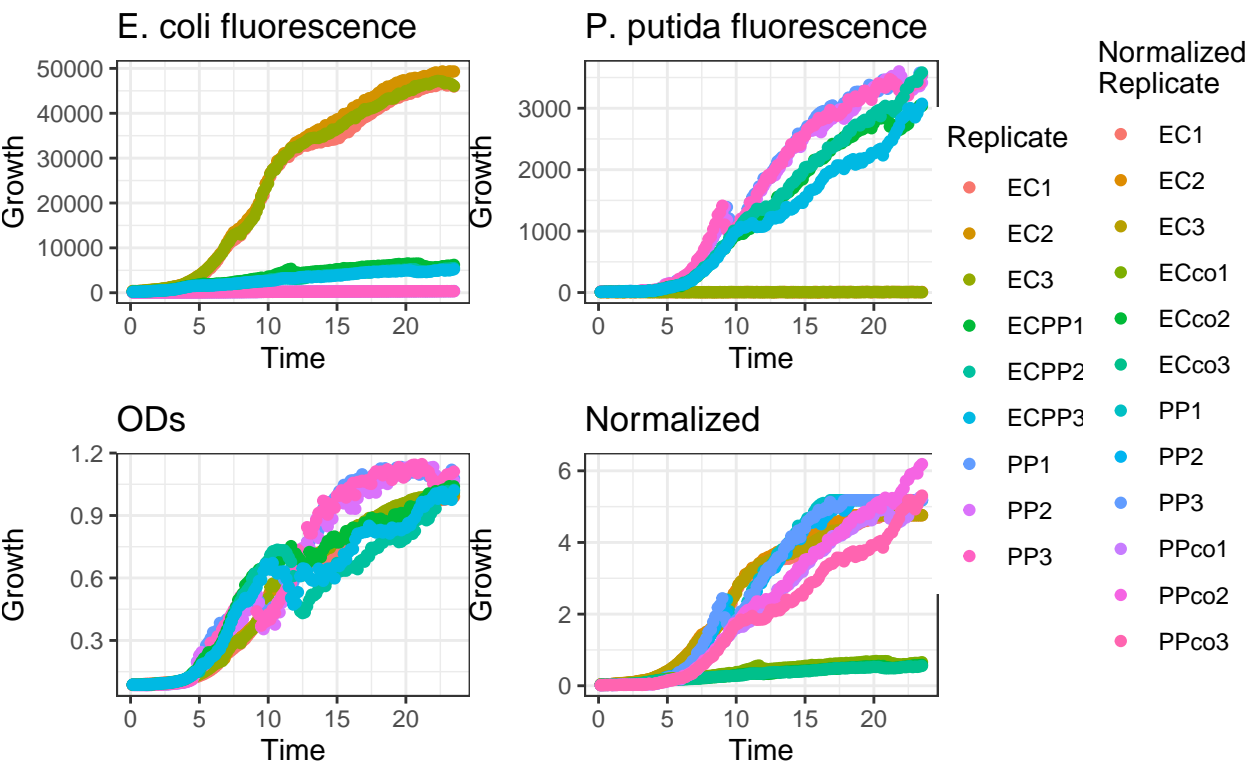 E. coli fluorescence
50000
40000
30000
20000
10000
0
Growth
0 5 10 15 20
Time
P. putida fluorescence
3000
2000
1000
0
Growth
0 5 10 15 20
Time
ODs
1.2
0.9
0.6
0.3
Growth
0 5 10 15 20
Time
Normalized
6
4
2
0
Growth
0 5 10 15 20
Time
Replicate
EC1
EC2
EC3
ECPP1
ECPP2
ECPP3
PP1
PP2
PP3
Normalized
Replicate
EC1
EC2
EC3
ECco1
ECco2
ECco3
PP1
PP2
PP3
PPco1
PPco2
PPco3